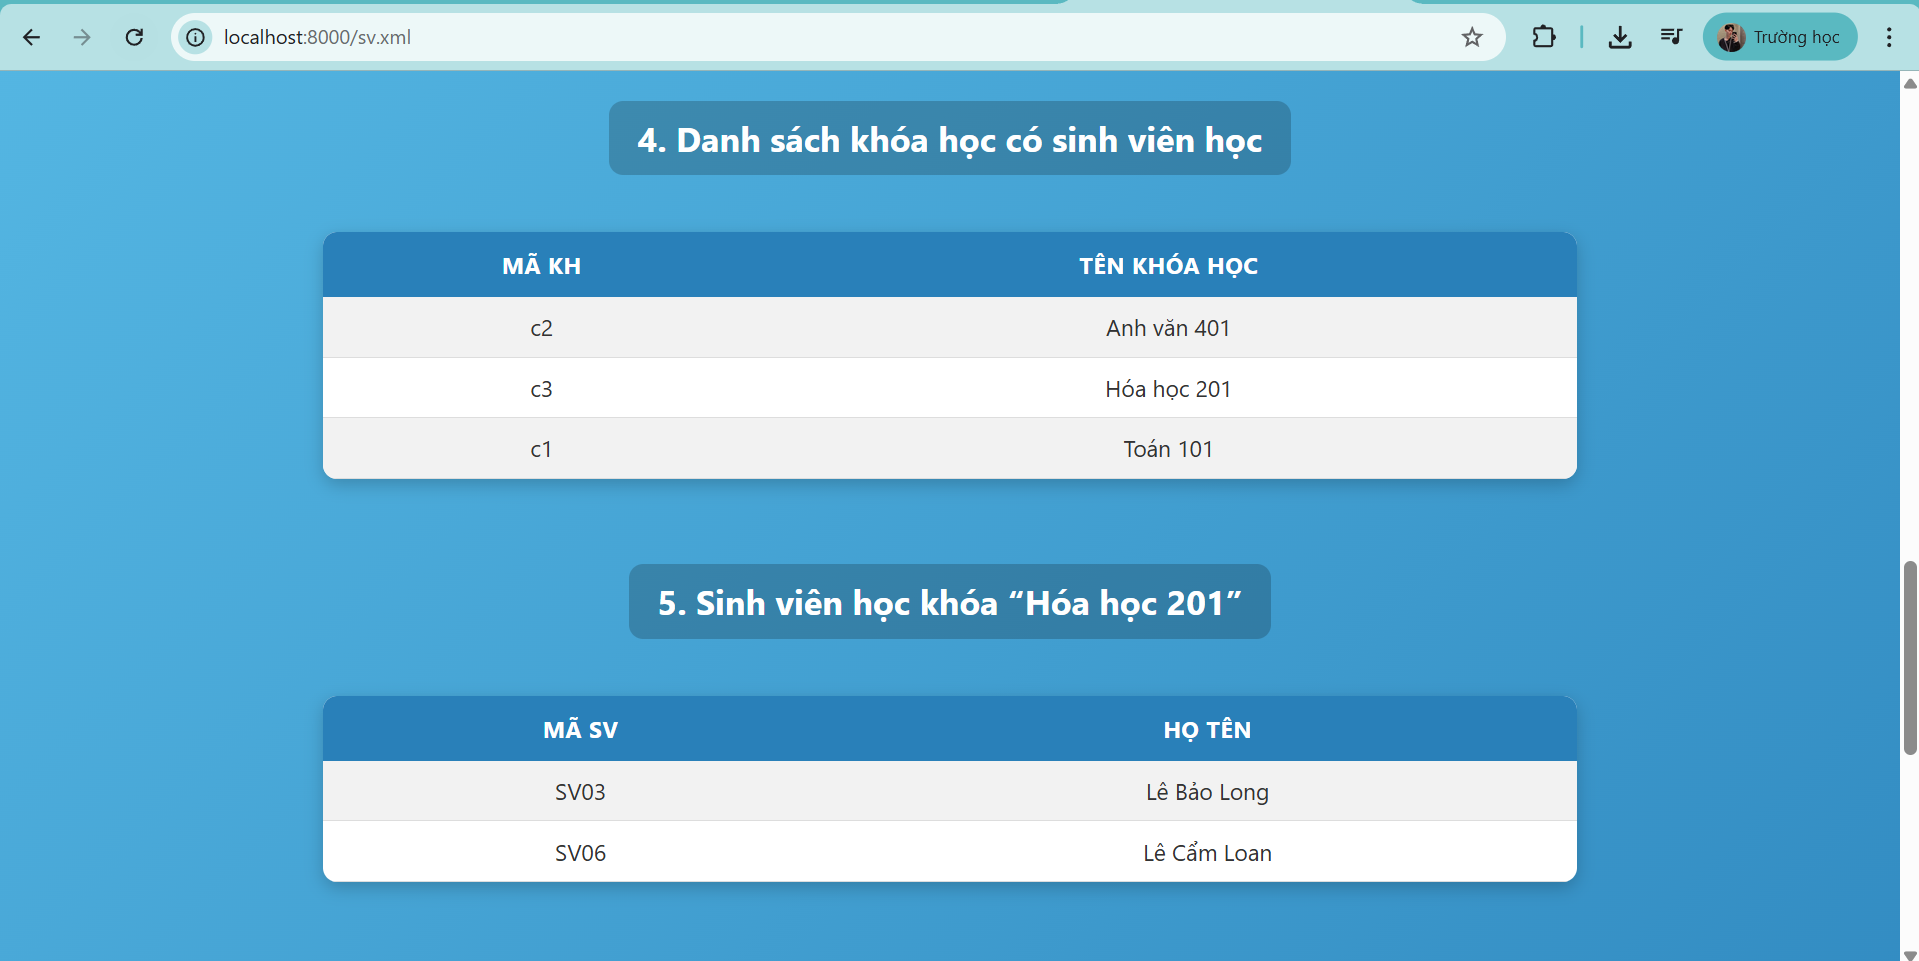 localhost:8000/sv.xml
Trường học
4. Danh sách khóa học có sinh viên học
MÃ KH TÊN KHÓA HỌC
c2 Anh văn 401
c3 Hóa học 201
c1 Toán 101
5. Sinh viên học khóa “Hóa học 201”
MÃ SV HỌ TÊN
SV03 Lê Bảo Long
SV06 Lê Cẩm Loan